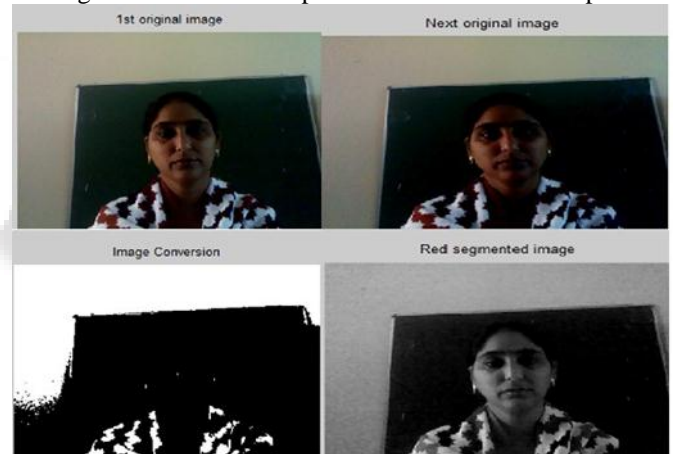 1st original image
Next original image
Image Conversion
Red segmented image